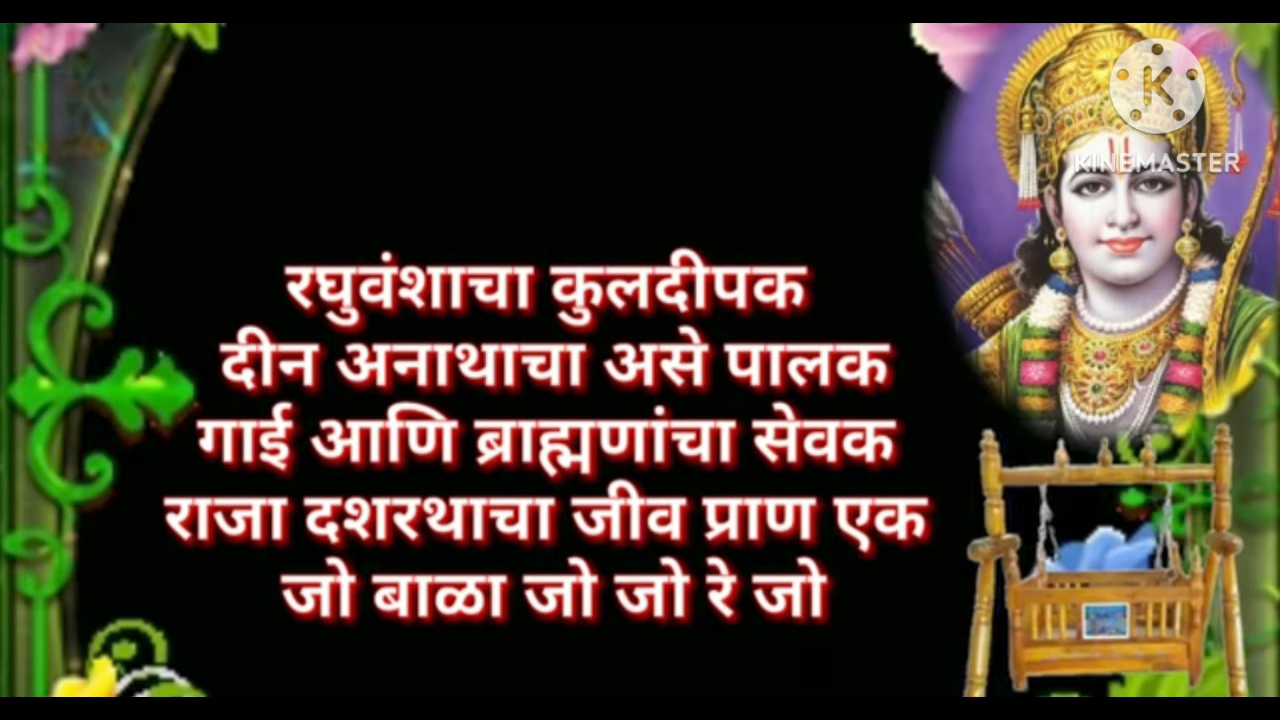 रघुवंशाचा कुलदीपक
दीन अनाथाचा असे पालक
गाई आणि ब्राह्मणांचा सेवक
राजा दशरथाचा जीव प्राण एक
जो बाळा जो जो रे जो
K
KINEMASTER